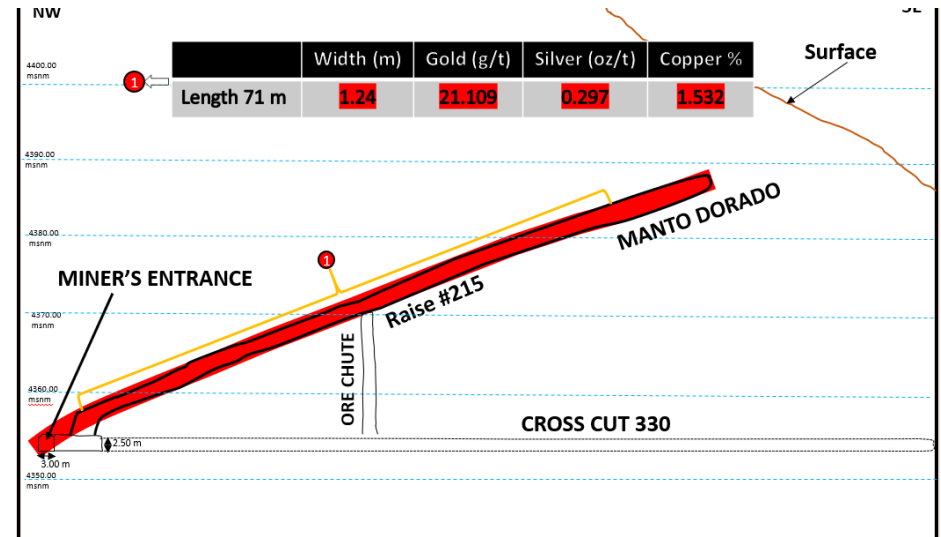 NW
Width (m) Gold (g/t) Silver (oz/t) Copper %
Length 71 m 1.24 21.109 0.297 1.532
Surface
4400.00
msnm
1
4390.00
msnm
4380.00
msnm
MANTO DORADO
MINER'S ENTRANCE
1
Raise #215
4370.00
msnm
ORE CHUTE
4360.00
msnm
CROSS CUT 330
2.50 m
3.00 m
4350.00
msnm